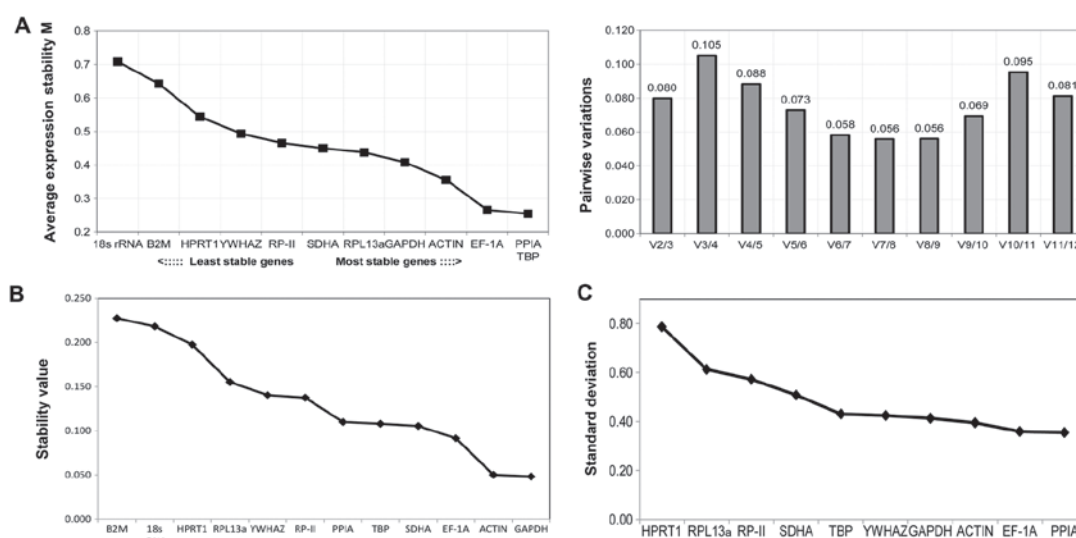 A
Average expression stability M
0.8
0.7
0.6
0.5
0.4
0.3
0.2
18s rRNA B2M HPRT1 YWHAZ RP-II SDHA RPL13a GAPDH ACTIN EF-1A PPIA
TBP
<::::: Least stable genes Most stable genes ::::>
Pairwise variations
0.120
0.100
0.080
0.060
0.040
0.020
0.000
0.080 0.105 0.088 0.073 0.058 0.056 0.056 0.069 0.095 0.081
V2/3 V3/4 V4/5 V5/6 V6/7 V7/8 V8/9 V9/10 V10/11 V11/12
B
Stability value
0.250
0.200
0.150
0.100
0.050
0.000
B2M 18s HPRT1 RPL13a YWHAZ RP-II PPIA TBP SDHA EF-1A ACTIN GAPDH
C
Standard deviation
0.80
0.60
0.40
0.20
0.00
HPRT1 RPL13a RP-II SDHA TBP YWHAZ GAPDH ACTIN EF-1A PPIA